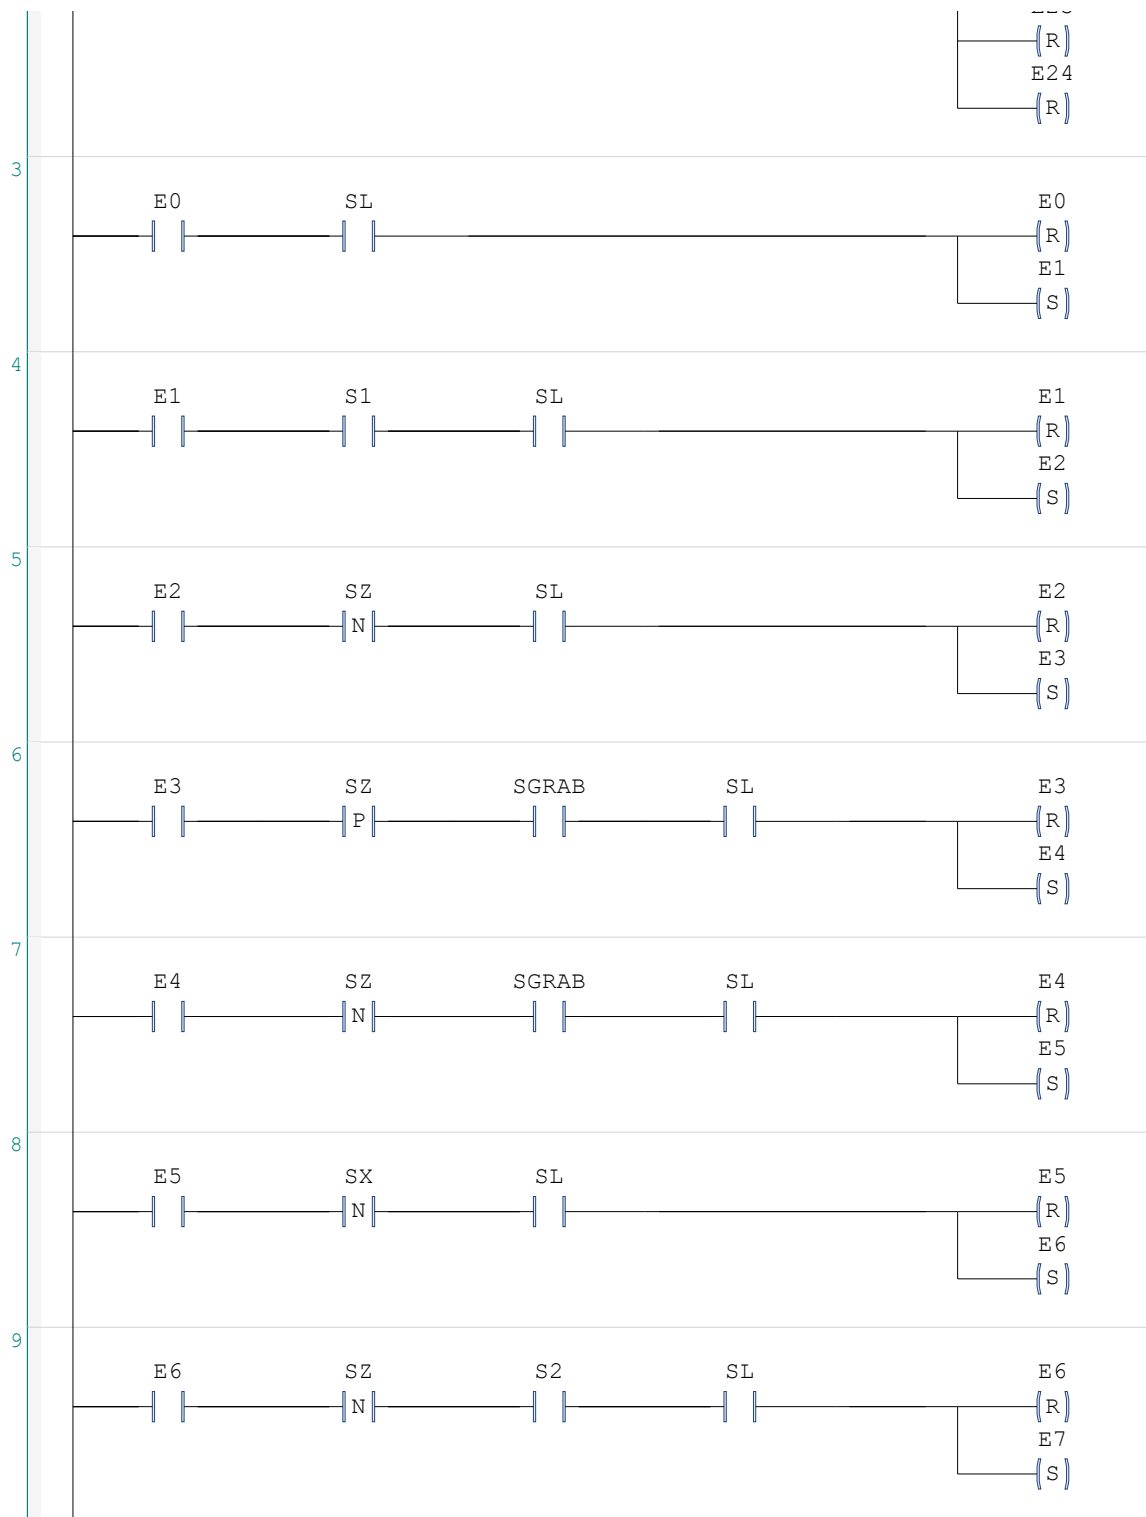 (R)
E24
(R)
3
E0 SL E0
(R)
E1
(S)
4
E1 S1 SL E1
(R)
E2
(S)
5
E2 SZ SL E2
N (R)
E3
(S)
6
E3 SZ SGRAB SL E3
P (R)
E4
(S)
7
E4 SZ SGRAB SL E4
N (R)
E5
(S)
8
E5 SX SL E5
N (R)
E6
(S)
9
E6 SZ S2 SL E6
N (R)
E7
(S)